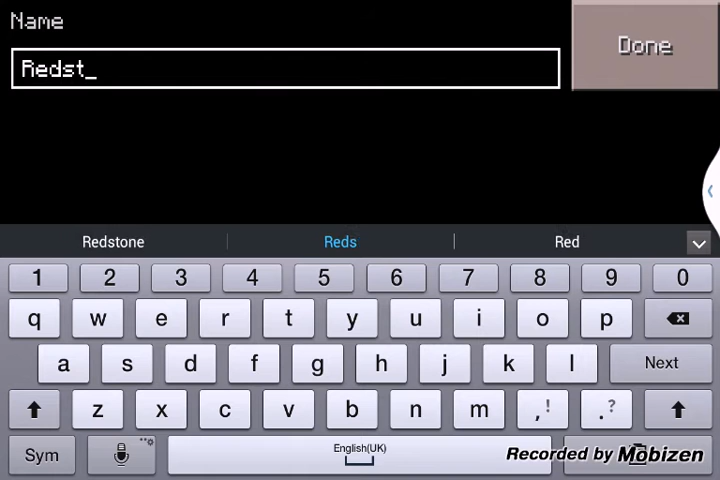 Name
Redst_
Done
Redstone Reds Red
1 2 3 4 5 6 7 8 9 0
q w e r t y u i o p
a s d f g h j k l Next
z x c v b n m ,! .?
Sym English(UK)
Recorded by Mobizen